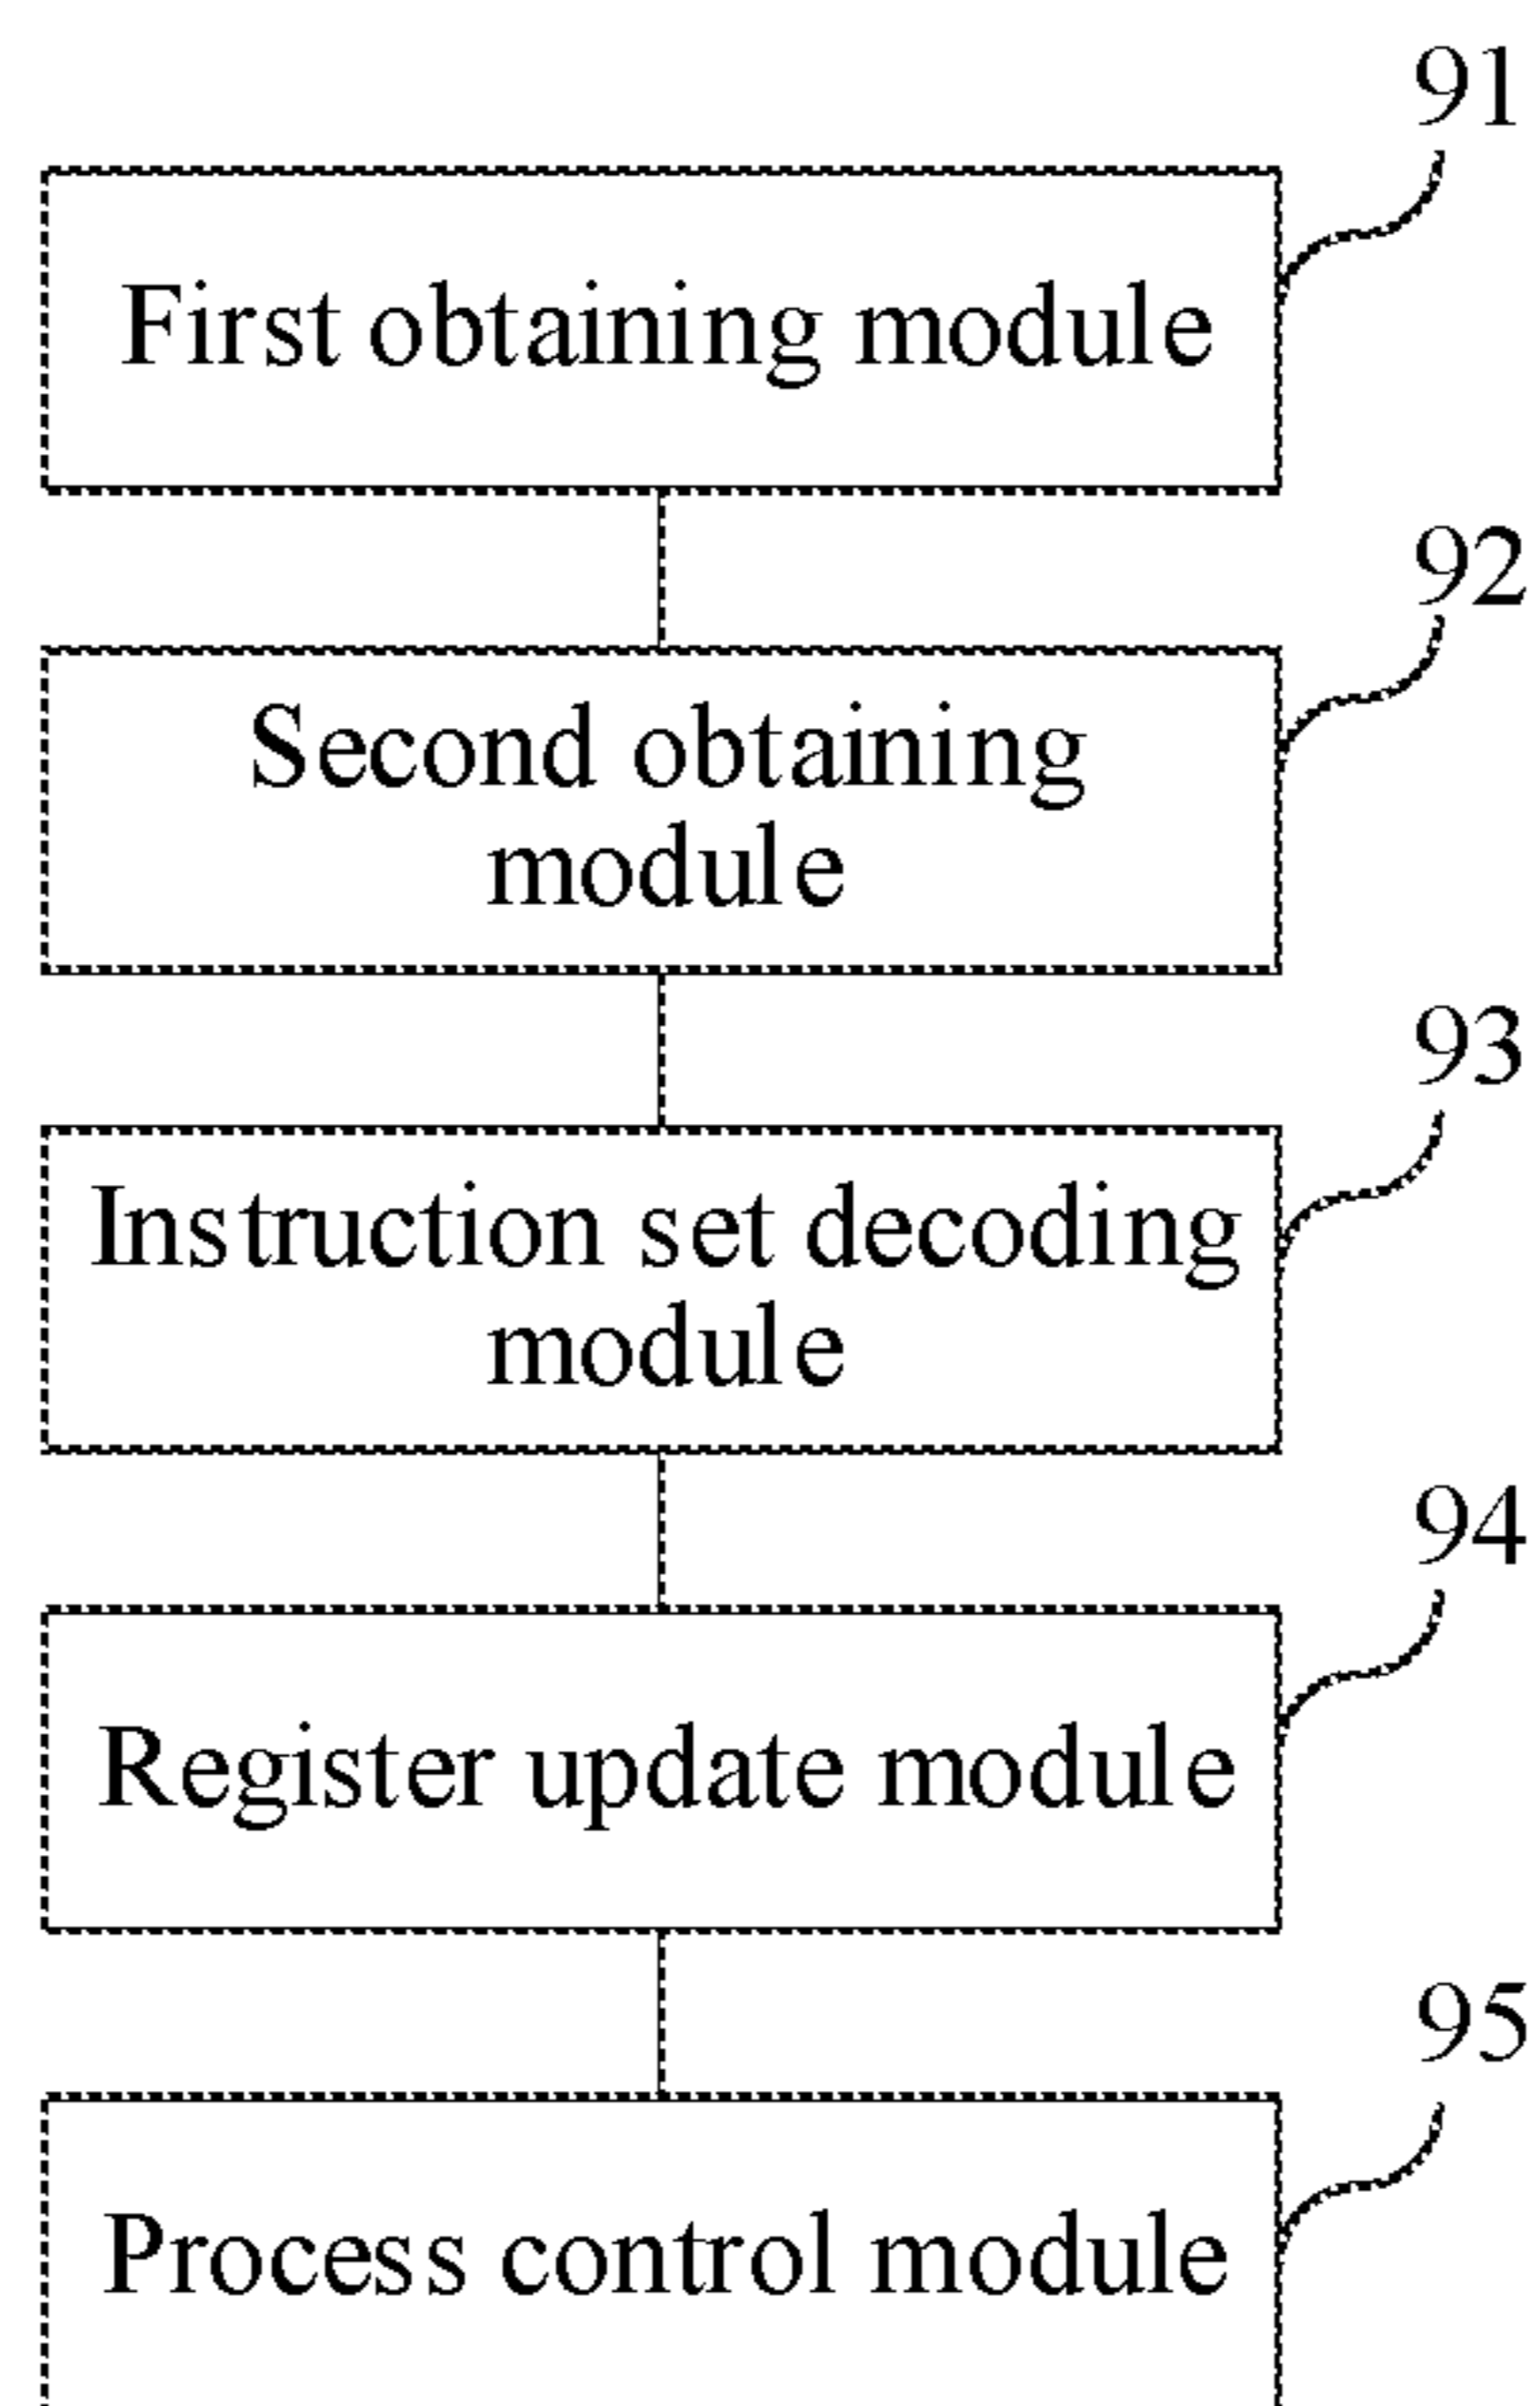 91
First obtaining module
92
Second obtaining
module
93
Instruction set decoding
module
94
Register update module
95
Process control module